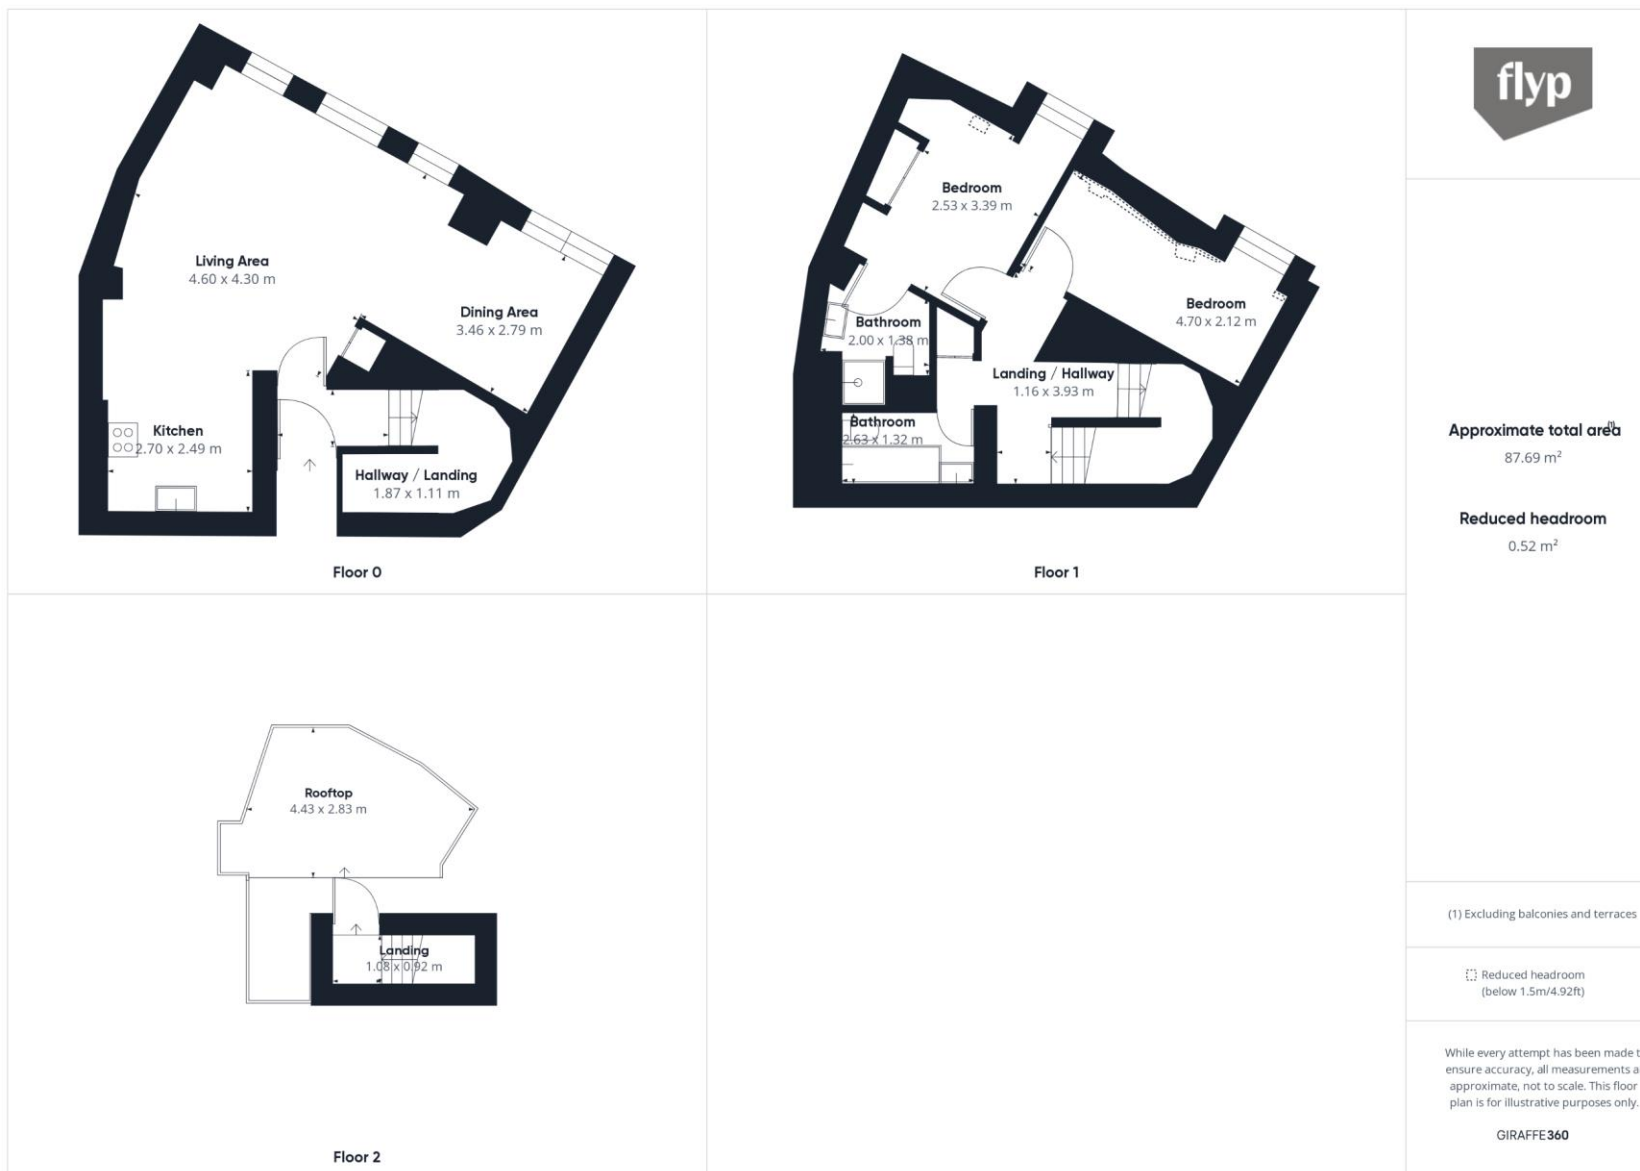 Living Area
4.60 x 4.30 m
Dining Area
3.46 x 2.79 m
Kitchen
2.70 x 2.49 m
Hallway / Landing
1.87 x 1.11 m
Floor 0
Bedroom
2.53 x 3.39 m
Bedroom
4.70 x 2.12 m
Bathroom
2.00 x 1.38 m
Landing / Hallway
1.16 x 3.93 m
Bathroom
2.63 x 1.32 m
Floor 1
Rooftop
4.43 x 2.83 m
Landing
1.08 x 0.92 m
Floor 2
flyp
Approximate total area(1)
87.69 m²
Reduced headroom
0.52 m²
(1) Excluding balconies and terraces
Reduced headroom
(below 1.5m/4.92ft)
While every attempt has been made t
ensure accuracy, all measurements a
approximate, not to scale. This floor
plan is for illustrative purposes only.
GIRAFFE360